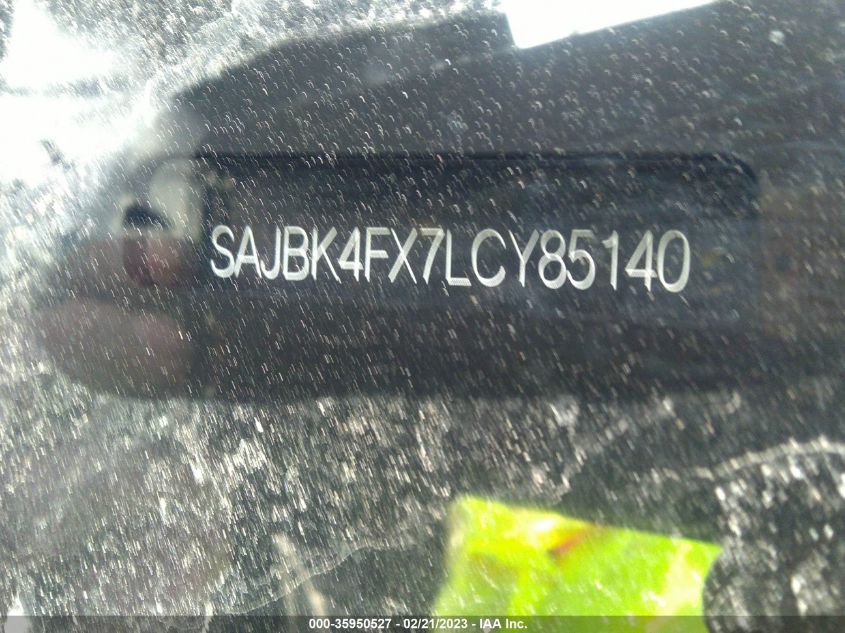 SAJBK4FX7LCY85140
000-35950527 - 02/21/2023 - IAA Inc.